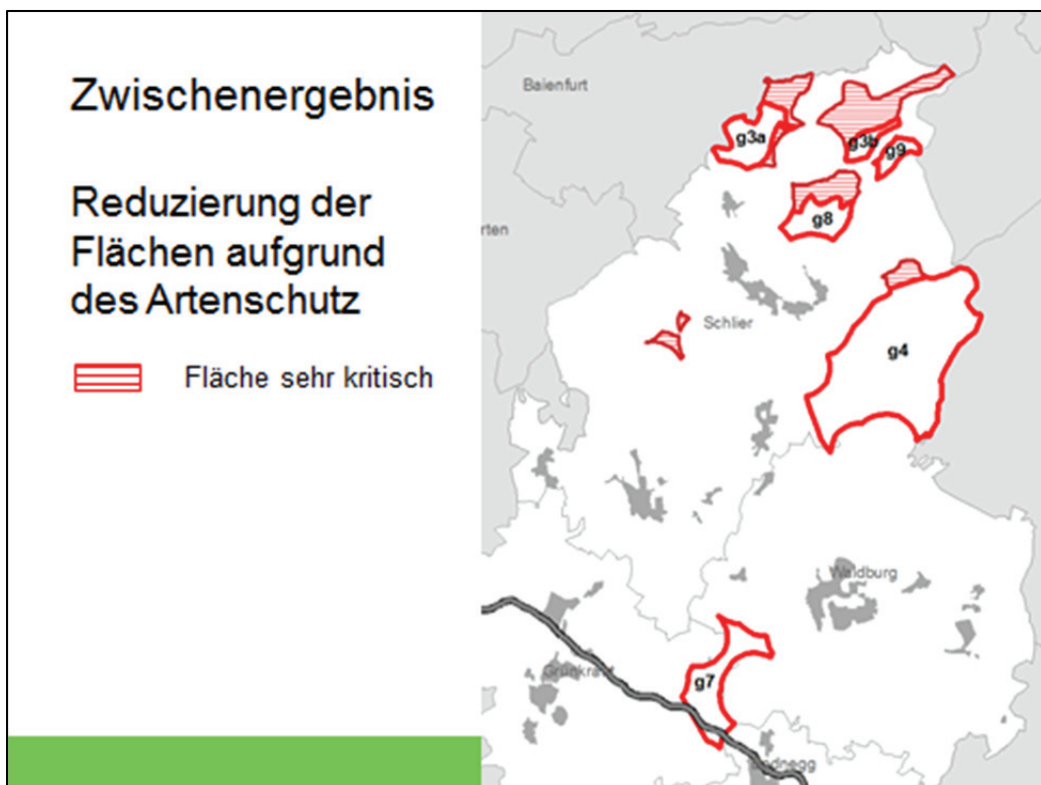 Zwischenergebnis
Reduzierung der
Flächen aufgrund
des Artenschutz
Fläche sehr kritisch
Baienfurt
g3a
g3b
g9
rten
g8
Schlier
g4
Waldburg
g7